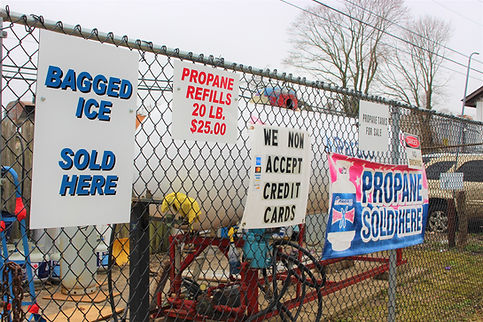 BAGGED
ICE
SOLD
HERE
PROPANE
REFILLS
20 LB.
$25.00
WE NOW
ACCEPT
CREDIT
CARDS
PROPANE TANKS
FOR SALE
DANGER
PROPANE
SOLD HERE